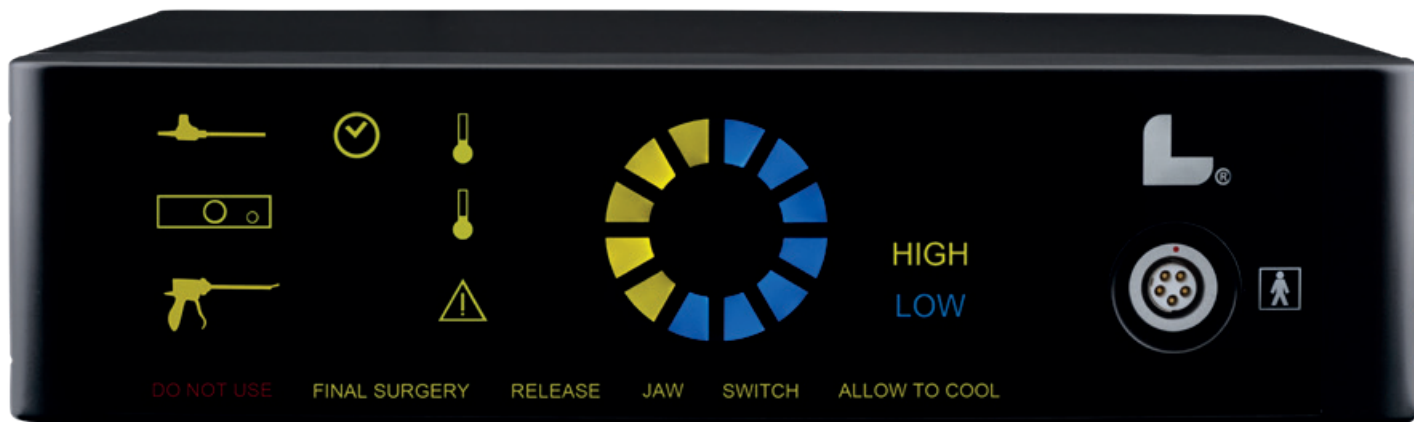 ®
HIGH
LOW
DO NOT USE FINAL SURGERY RELEASE JAW SWITCH ALLOW TO COOL